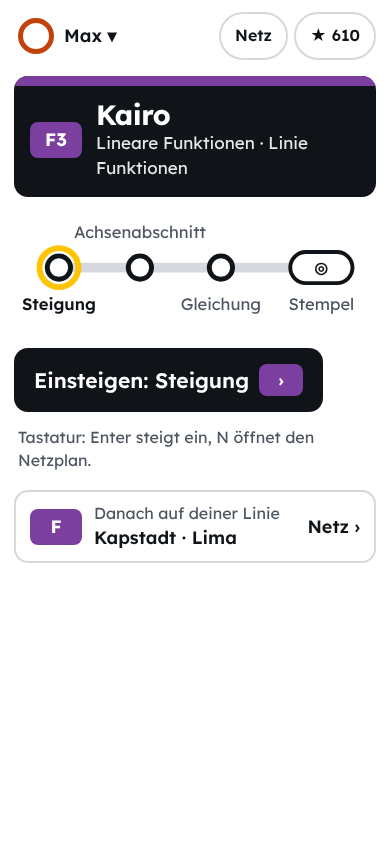 Max ▾
Netz
★ 610
F3
Kairo
Lineare Funktionen · Linie
Funktionen
Achsenabschnitt
◎
Steigung
Gleichung
Stempel
Einsteigen: Steigung ›
Tastatur: Enter steigt ein, N öffnet den
Netzplan.
F
Danach auf deiner Linie
Kapstadt · Lima
Netz ›